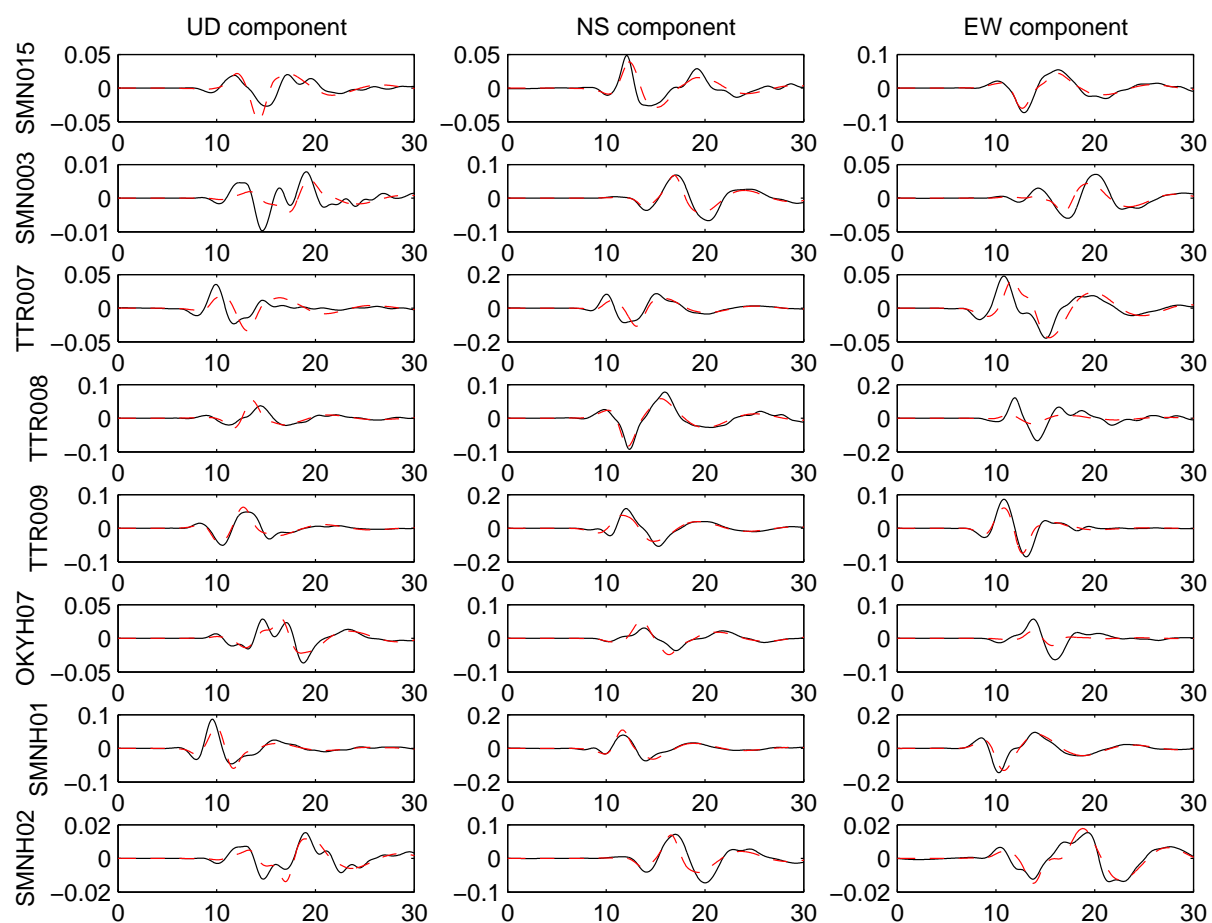 UD component NS component EW component
SMN015 0.05 0 −0.05 0.05 0 −0.05 0.1 0 −0.1
0 10 20 30 0 10 20 30 0 10 20 30
SMN003 0.01 0 −0.01 0.1 0 −0.1 0.05 0 −0.05
0 10 20 30 0 10 20 30 0 10 20 30
TTR007 0.05 0 −0.05 0.2 0 −0.2 0.05 0 −0.05
0 10 20 30 0 10 20 30 0 10 20 30
TTR008 0.1 0 −0.1 0.1 0 −0.1 0.2 0 −0.2
0 10 20 30 0 10 20 30 0 10 20 30
TTR009 0.1 0 −0.1 0.2 0 −0.2 0.1 0 −0.1
0 10 20 30 0 10 20 30 0 10 20 30
OKYH07 0.05 0 −0.05 0.1 0 −0.1 0.1 0 −0.1
0 10 20 30 0 10 20 30 0 10 20 30
SMNH01 0.1 0 −0.1 0.2 0 −0.2 0.2 0 −0.2
0 10 20 30 0 10 20 30 0 10 20 30
SMNH02 0.02 0 −0.02 0.1 0 −0.1 0.02 0 −0.02
0 10 20 30 0 10 20 30 0 10 20 30